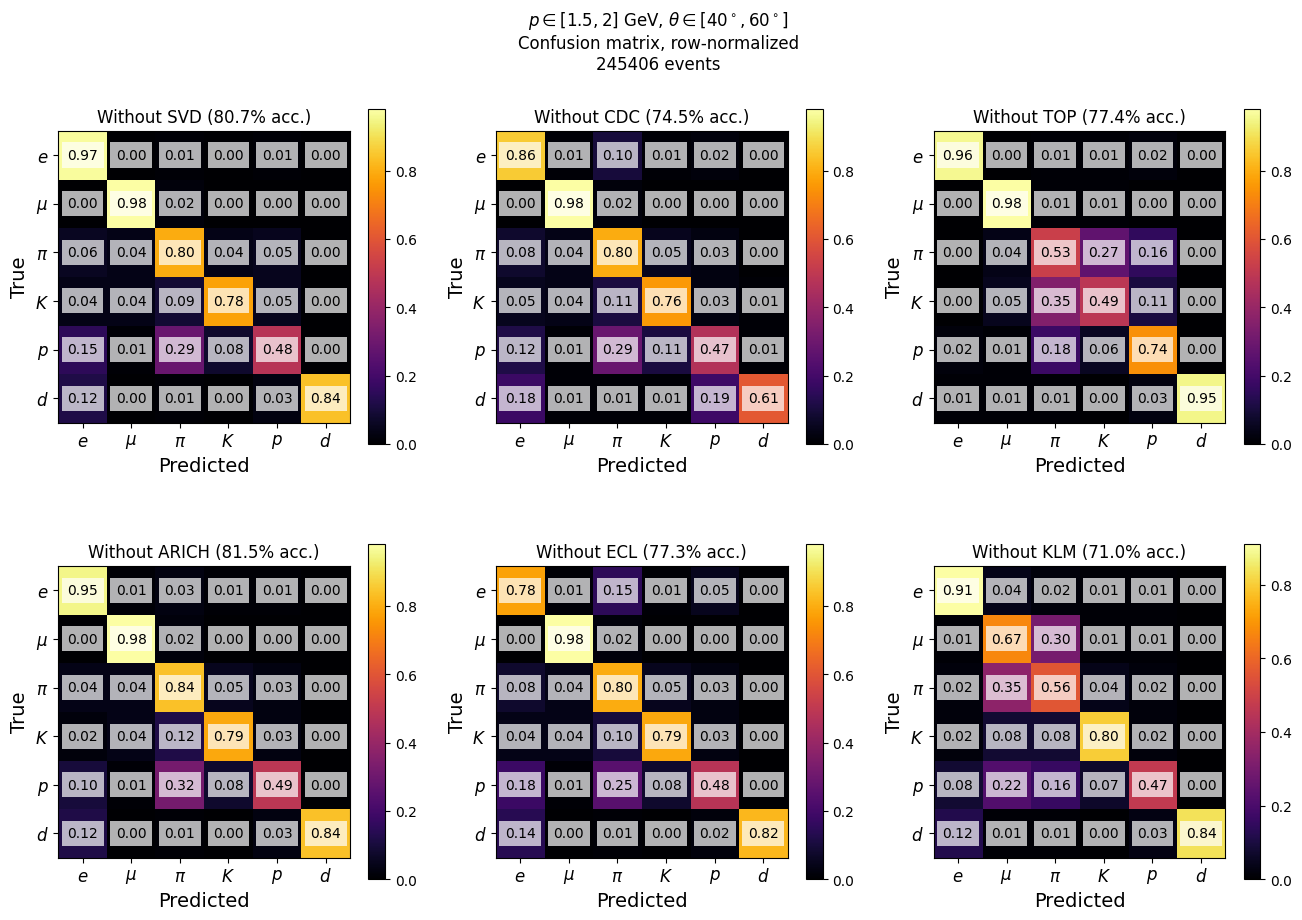 p ∈ [1.5, 2] GeV, θ ∈ [40°, 60°]
Confusion matrix, row-normalized
245406 events
Without SVD (80.7% acc.)
True
e 0.97 0.00 0.01 0.00 0.01 0.00
μ 0.00 0.98 0.02 0.00 0.00 0.00
π 0.06 0.04 0.80 0.04 0.05 0.00
K 0.04 0.04 0.09 0.78 0.05 0.00
p 0.15 0.01 0.29 0.08 0.48 0.00
d 0.12 0.00 0.01 0.00 0.03 0.84
e μ π K p d
Predicted
0.8
0.6
0.4
0.2
0.0
Without CDC (74.5% acc.)
True
e 0.86 0.01 0.10 0.01 0.02 0.00
μ 0.00 0.98 0.02 0.00 0.00 0.00
π 0.08 0.04 0.80 0.05 0.03 0.00
K 0.05 0.04 0.11 0.76 0.03 0.01
p 0.12 0.01 0.29 0.11 0.47 0.01
d 0.18 0.01 0.01 0.01 0.19 0.61
e μ π K p d
Predicted
0.8
0.6
0.4
0.2
0.0
Without TOP (77.4% acc.)
True
e 0.96 0.00 0.01 0.01 0.02 0.00
μ 0.00 0.98 0.01 0.01 0.00 0.00
π 0.00 0.04 0.53 0.27 0.16 0.00
K 0.00 0.05 0.35 0.49 0.11 0.00
p 0.02 0.01 0.18 0.06 0.74 0.00
d 0.01 0.01 0.01 0.00 0.03 0.95
e μ π K p d
Predicted
0.8
0.6
0.4
0.2
0.0
Without ARICH (81.5% acc.)
True
e 0.95 0.01 0.03 0.01 0.01 0.00
μ 0.00 0.98 0.02 0.00 0.00 0.00
π 0.04 0.04 0.84 0.05 0.03 0.00
K 0.02 0.04 0.12 0.79 0.03 0.00
p 0.10 0.01 0.32 0.08 0.49 0.00
d 0.12 0.00 0.01 0.00 0.03 0.84
e μ π K p d
Predicted
0.8
0.6
0.4
0.2
0.0
Without ECL (77.3% acc.)
True
e 0.78 0.01 0.15 0.01 0.05 0.00
μ 0.00 0.98 0.02 0.00 0.00 0.00
π 0.08 0.04 0.80 0.05 0.03 0.00
K 0.04 0.04 0.10 0.79 0.03 0.00
p 0.18 0.01 0.25 0.08 0.48 0.00
d 0.14 0.00 0.01 0.00 0.02 0.82
e μ π K p d
Predicted
0.8
0.6
0.4
0.2
0.0
Without KLM (71.0% acc.)
True
e 0.91 0.04 0.02 0.01 0.01 0.00
μ 0.01 0.67 0.30 0.01 0.01 0.00
π 0.02 0.35 0.56 0.04 0.02 0.00
K 0.02 0.08 0.08 0.80 0.02 0.00
p 0.08 0.22 0.16 0.07 0.47 0.00
d 0.12 0.01 0.01 0.00 0.03 0.84
e μ π K p d
Predicted
0.8
0.6
0.4
0.2
0.0